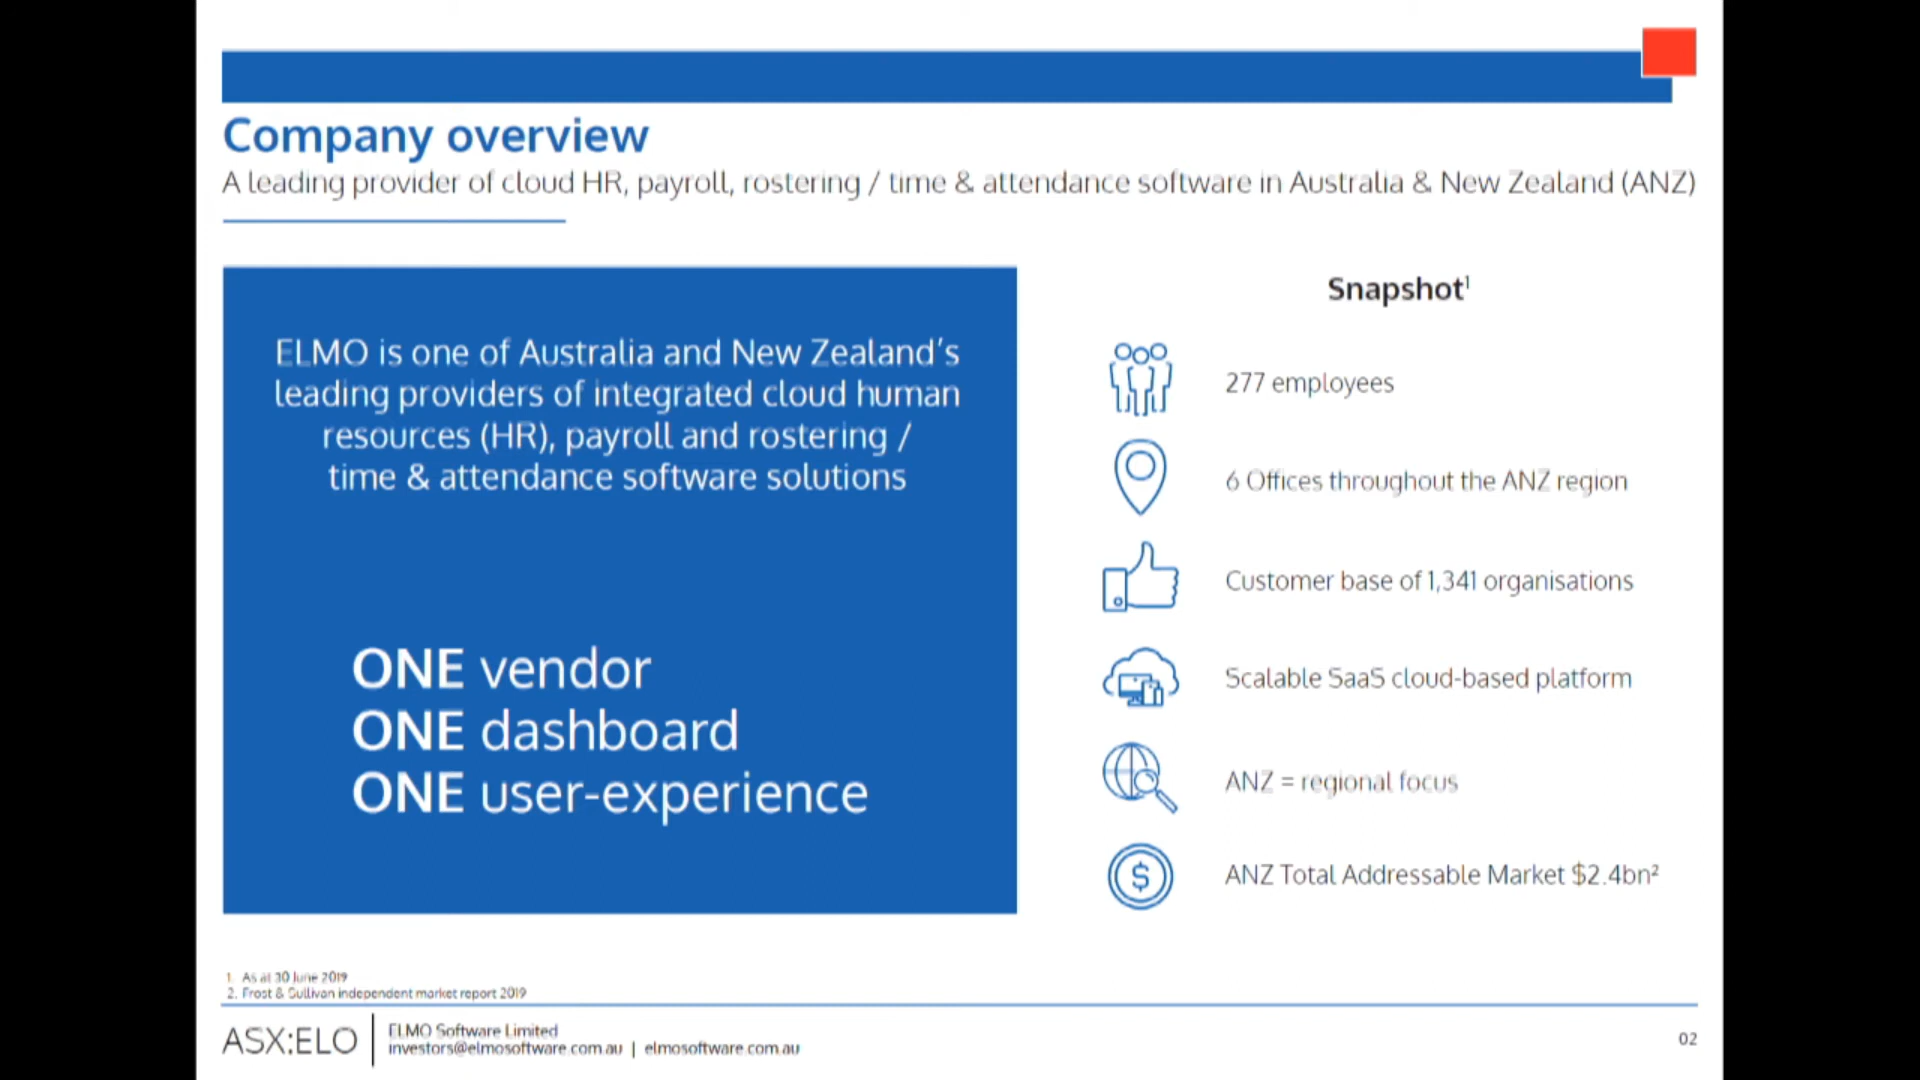 Company overview
A leading provider of cloud HR, payroll, rostering / time & attendance software in Australia & New Zealand (ANZ)
ELMO is one of Australia and New Zealand's
leading providers of integrated cloud human
resources (HR), payroll and rostering /
time & attendance software solutions
ONE vendor
ONE dashboard
ONE user-experience
Snapshot¹
277 employees
6 Offices throughout the ANZ region
Customer base of 1,341 organisations
Scalable SaaS cloud-based platform
ANZ = regional focus
$
ANZ Total Addressable Market $2.4bn²
1. As at 30 June 2019
2. Frost & Sullivan independent market report 2019
ASX:ELO
ELMO Software Limited
investors@elmosoftware.com.au | elmosoftware.com.au
02